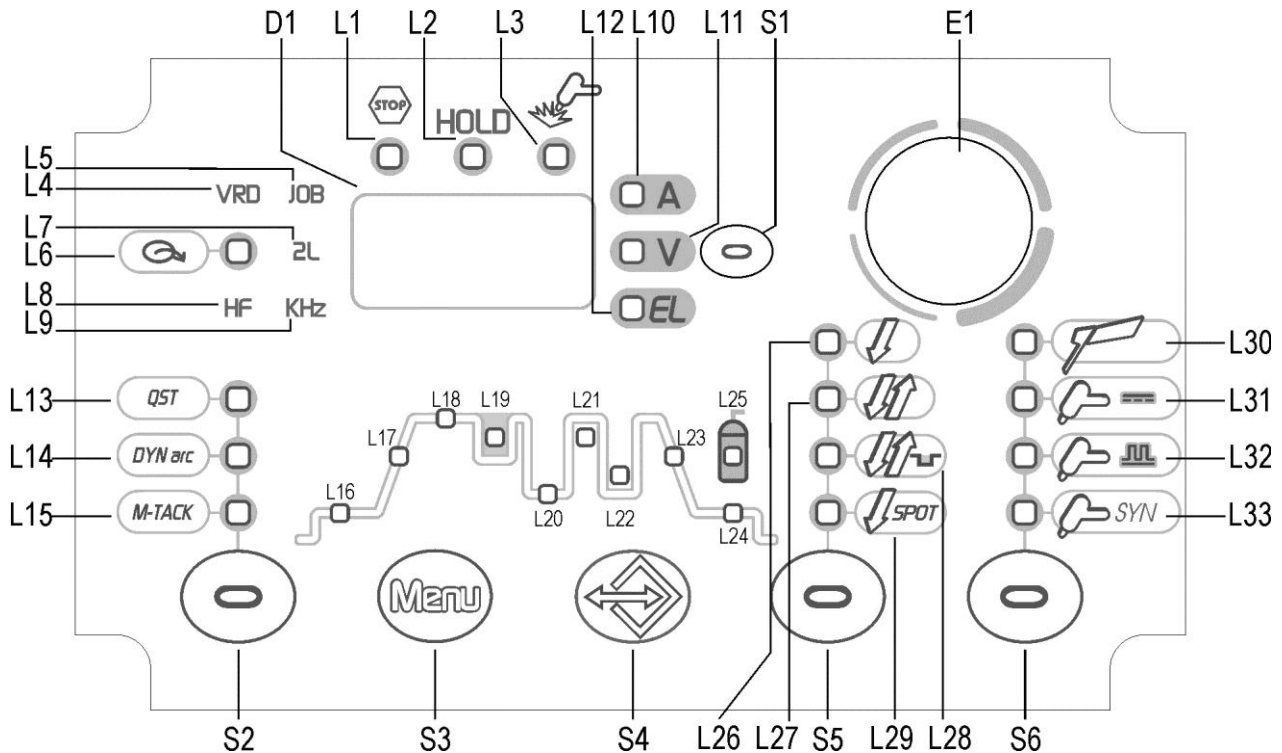 D1 L1 L2 L3 L12 L10 L11 S1 E1
STOP
HOLD
L5
L4 VRD JOB A
L7
L6 2L V
L8 HF KHz EL
L9
L30
L13 QST L18 L19 L21 L25 L31
L14 DYN arc L17 L23 L32
L15 M-TACK L16 L20 L22 L24 SPOT SYN L33
Menu
S2 S3 S4 L26 L27 S5 L29 L28 S6